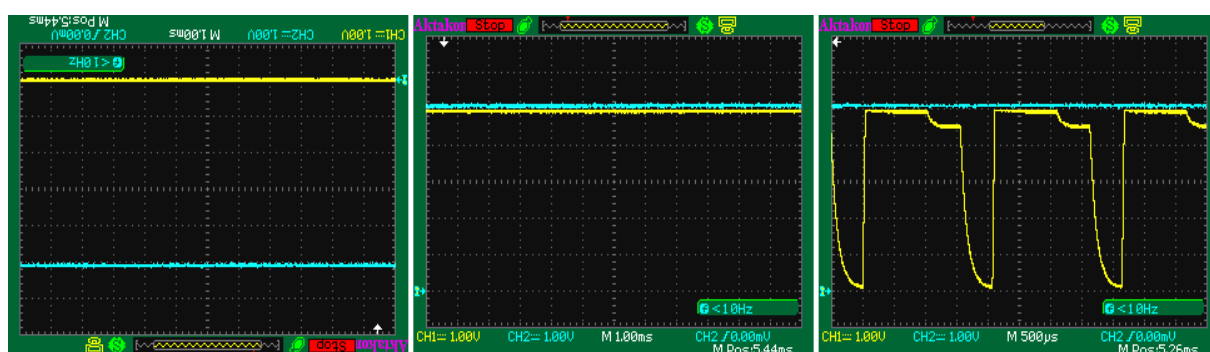 Aktakom Stop
F <10Hz
CH1⎓ 1.00V CH2⎓ 1.00V M 1.00ms CH2 ƒ 0.00mV
M Pos:5.44ms
Aktakom Stop
F <10Hz
CH1⎓ 1.00V CH2⎓ 1.00V M 1.00ms CH2 ƒ 0.00mV
M Pos:5.44ms
Aktakom Stop
F <10Hz
CH1⎓ 1.00V CH2⎓ 1.00V M 500µs CH2 ƒ 0.00mV
M Pos:5.26ms